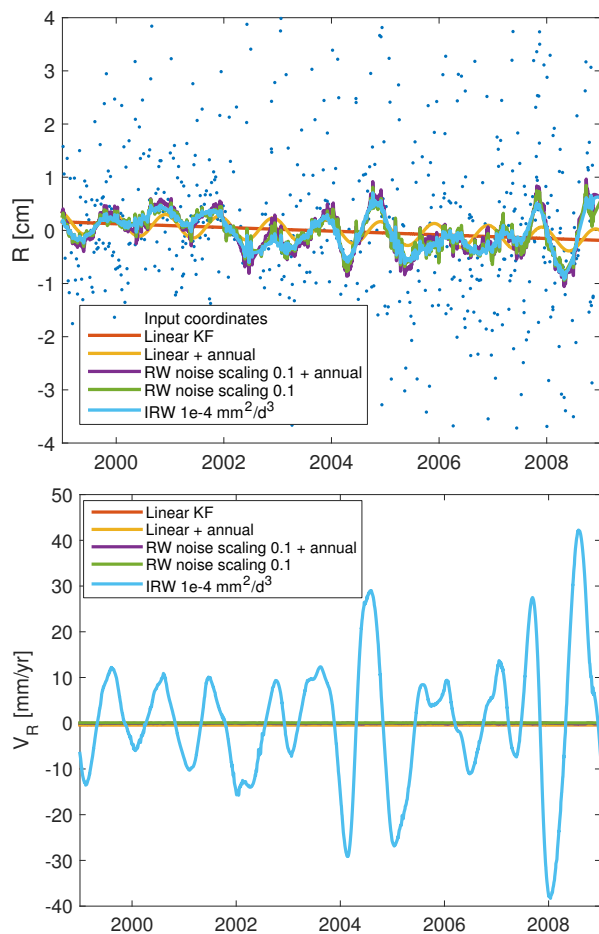 4
3
2
1
0
-1
-2
-3
-4
R [cm]
Input coordinates
Linear KF
Linear + annual
RW noise scaling 0.1 + annual
RW noise scaling 0.1
IRW 1e-4 mm²/d³
2000 2002 2004 2006 2008
50
40
30
20
10
0
-10
-20
-30
-40
V_R [mm/yr]
Linear KF
Linear + annual
RW noise scaling 0.1 + annual
RW noise scaling 0.1
IRW 1e-4 mm²/d³
2000 2002 2004 2006 2008